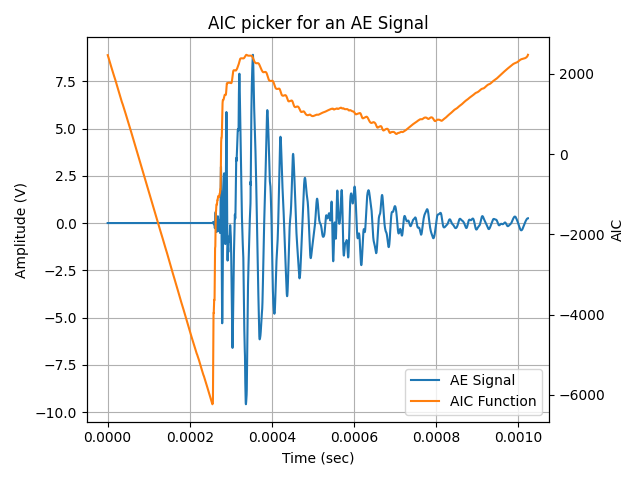 AIC picker for an AE Signal
7.5
5.0
2.5
0.0
−2.5
−5.0
−7.5
−10.0
Amplitude (V)
2000
0
−2000
−4000
−6000
AIC
AE Signal
AIC Function
0.0000 0.0002 0.0004 0.0006 0.0008 0.0010
Time (sec)